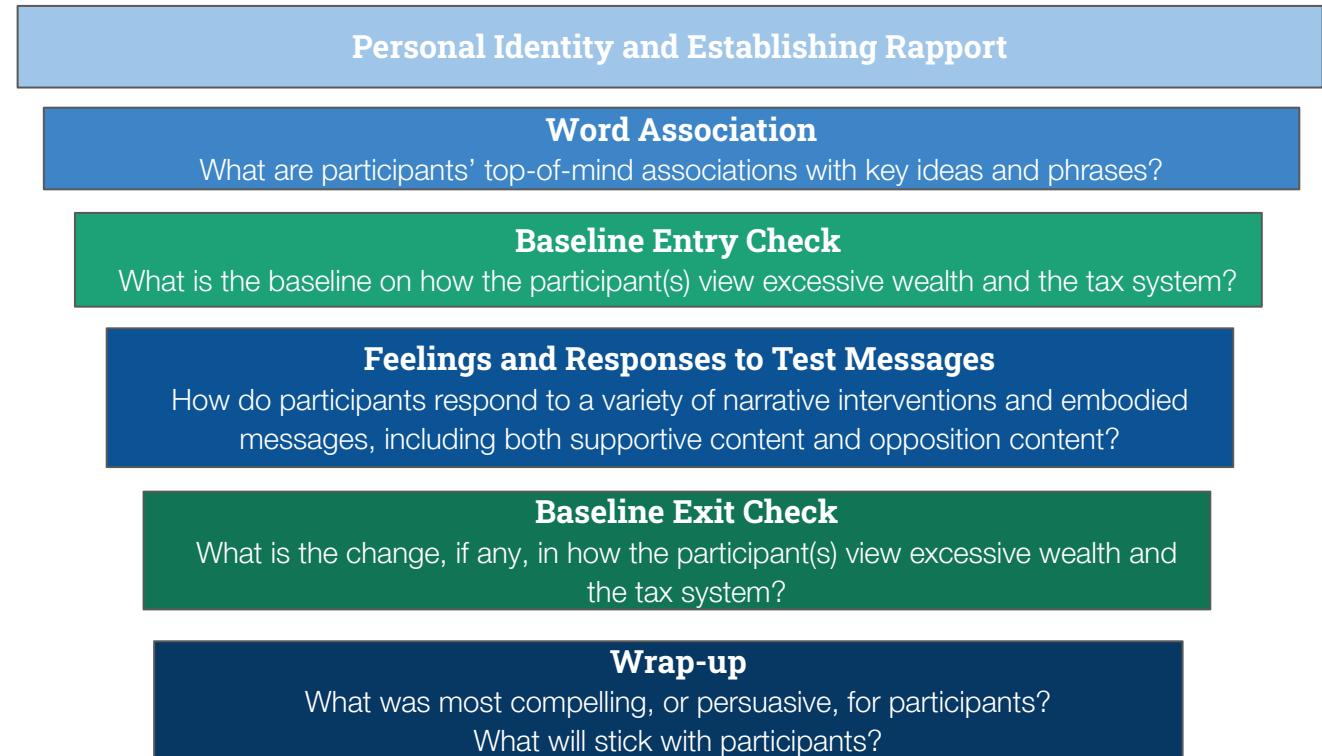 Personal Identity and Establishing Rapport
Word Association
What are participants’ top-of-mind associations with key ideas and phrases?
Baseline Entry Check
What is the baseline on how the participant(s) view excessive wealth and the tax system?
Feelings and Responses to Test Messages
How do participants respond to a variety of narrative interventions and embodied
messages, including both supportive content and opposition content?
Baseline Exit Check
What is the change, if any, in how the participant(s) view excessive wealth and
the tax system?
Wrap-up
What was most compelling, or persuasive, for participants?
What will stick with participants?